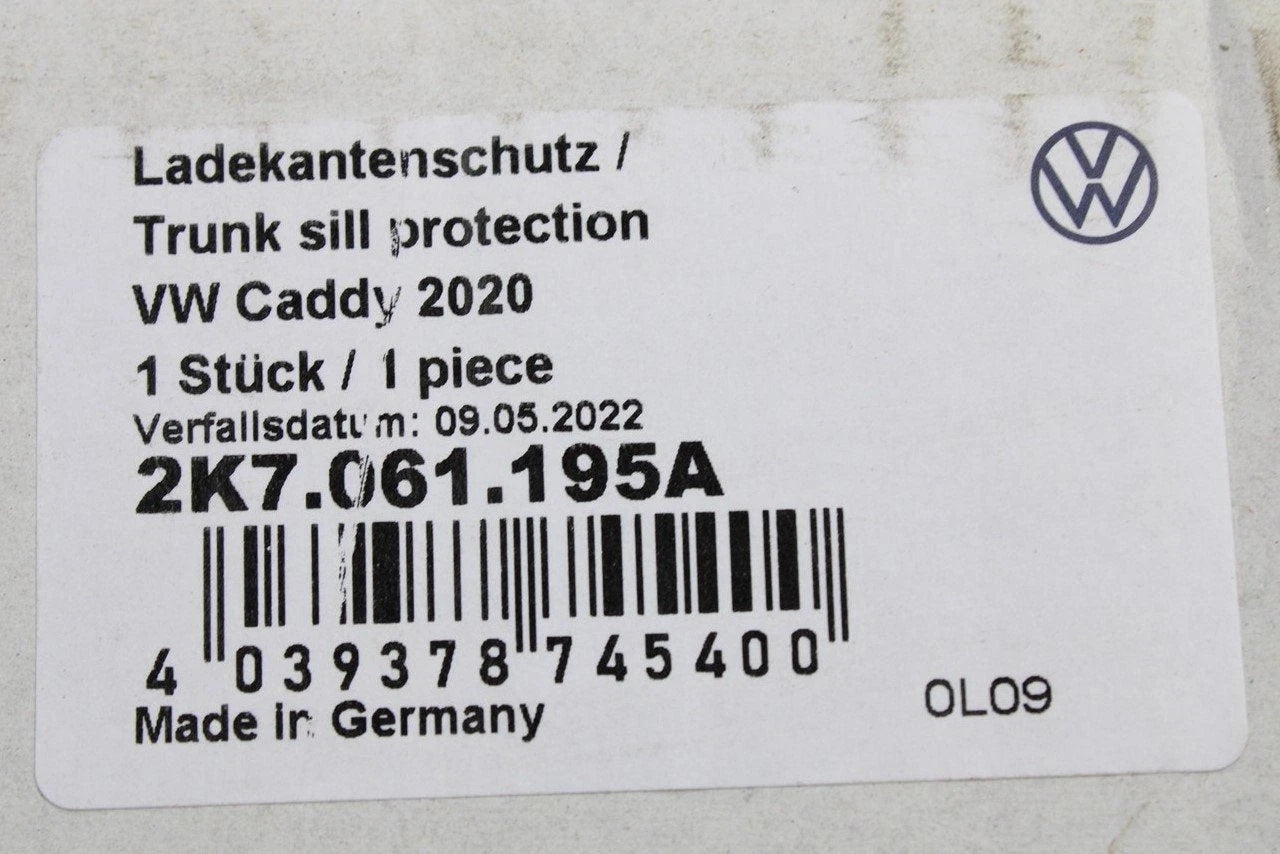 Ladekantenschutz /
Trunk sill protection
VW Caddy 2020
1 Stück / 1 piece
Verfallsdatum: 09.05.2022
2K7.061.195A
4 039378 745400
Made in Germany
0L09